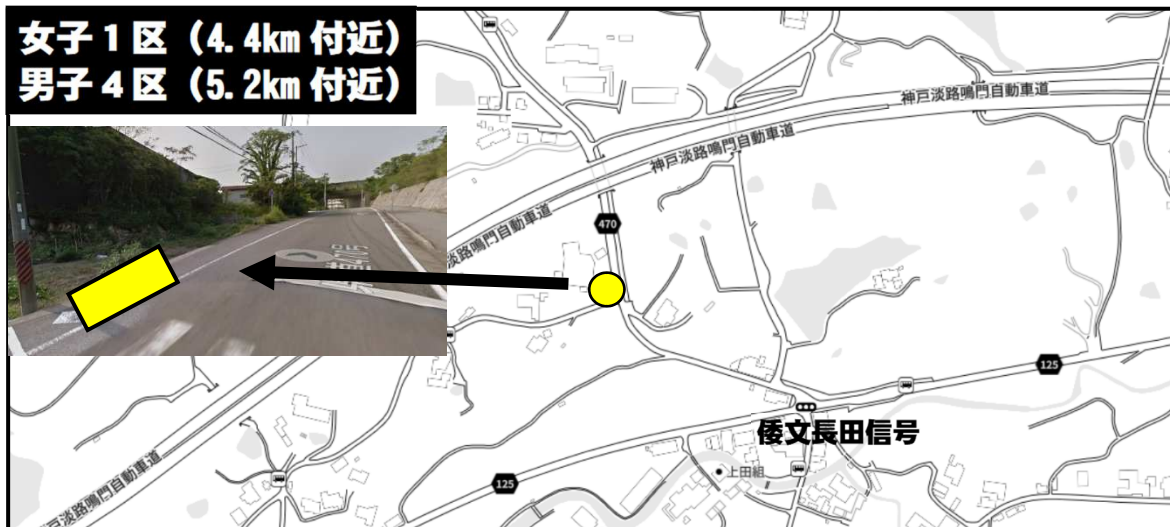 女子１区（4.4km 付近）
男子４区（5.2km 付近）
神戸淡路鳴門自動車道
神戸淡路鳴門自動車道
470
淡路鳴門自動車道
125
倭文長田信号
上田組
125
戸淡路鳴門自動車道